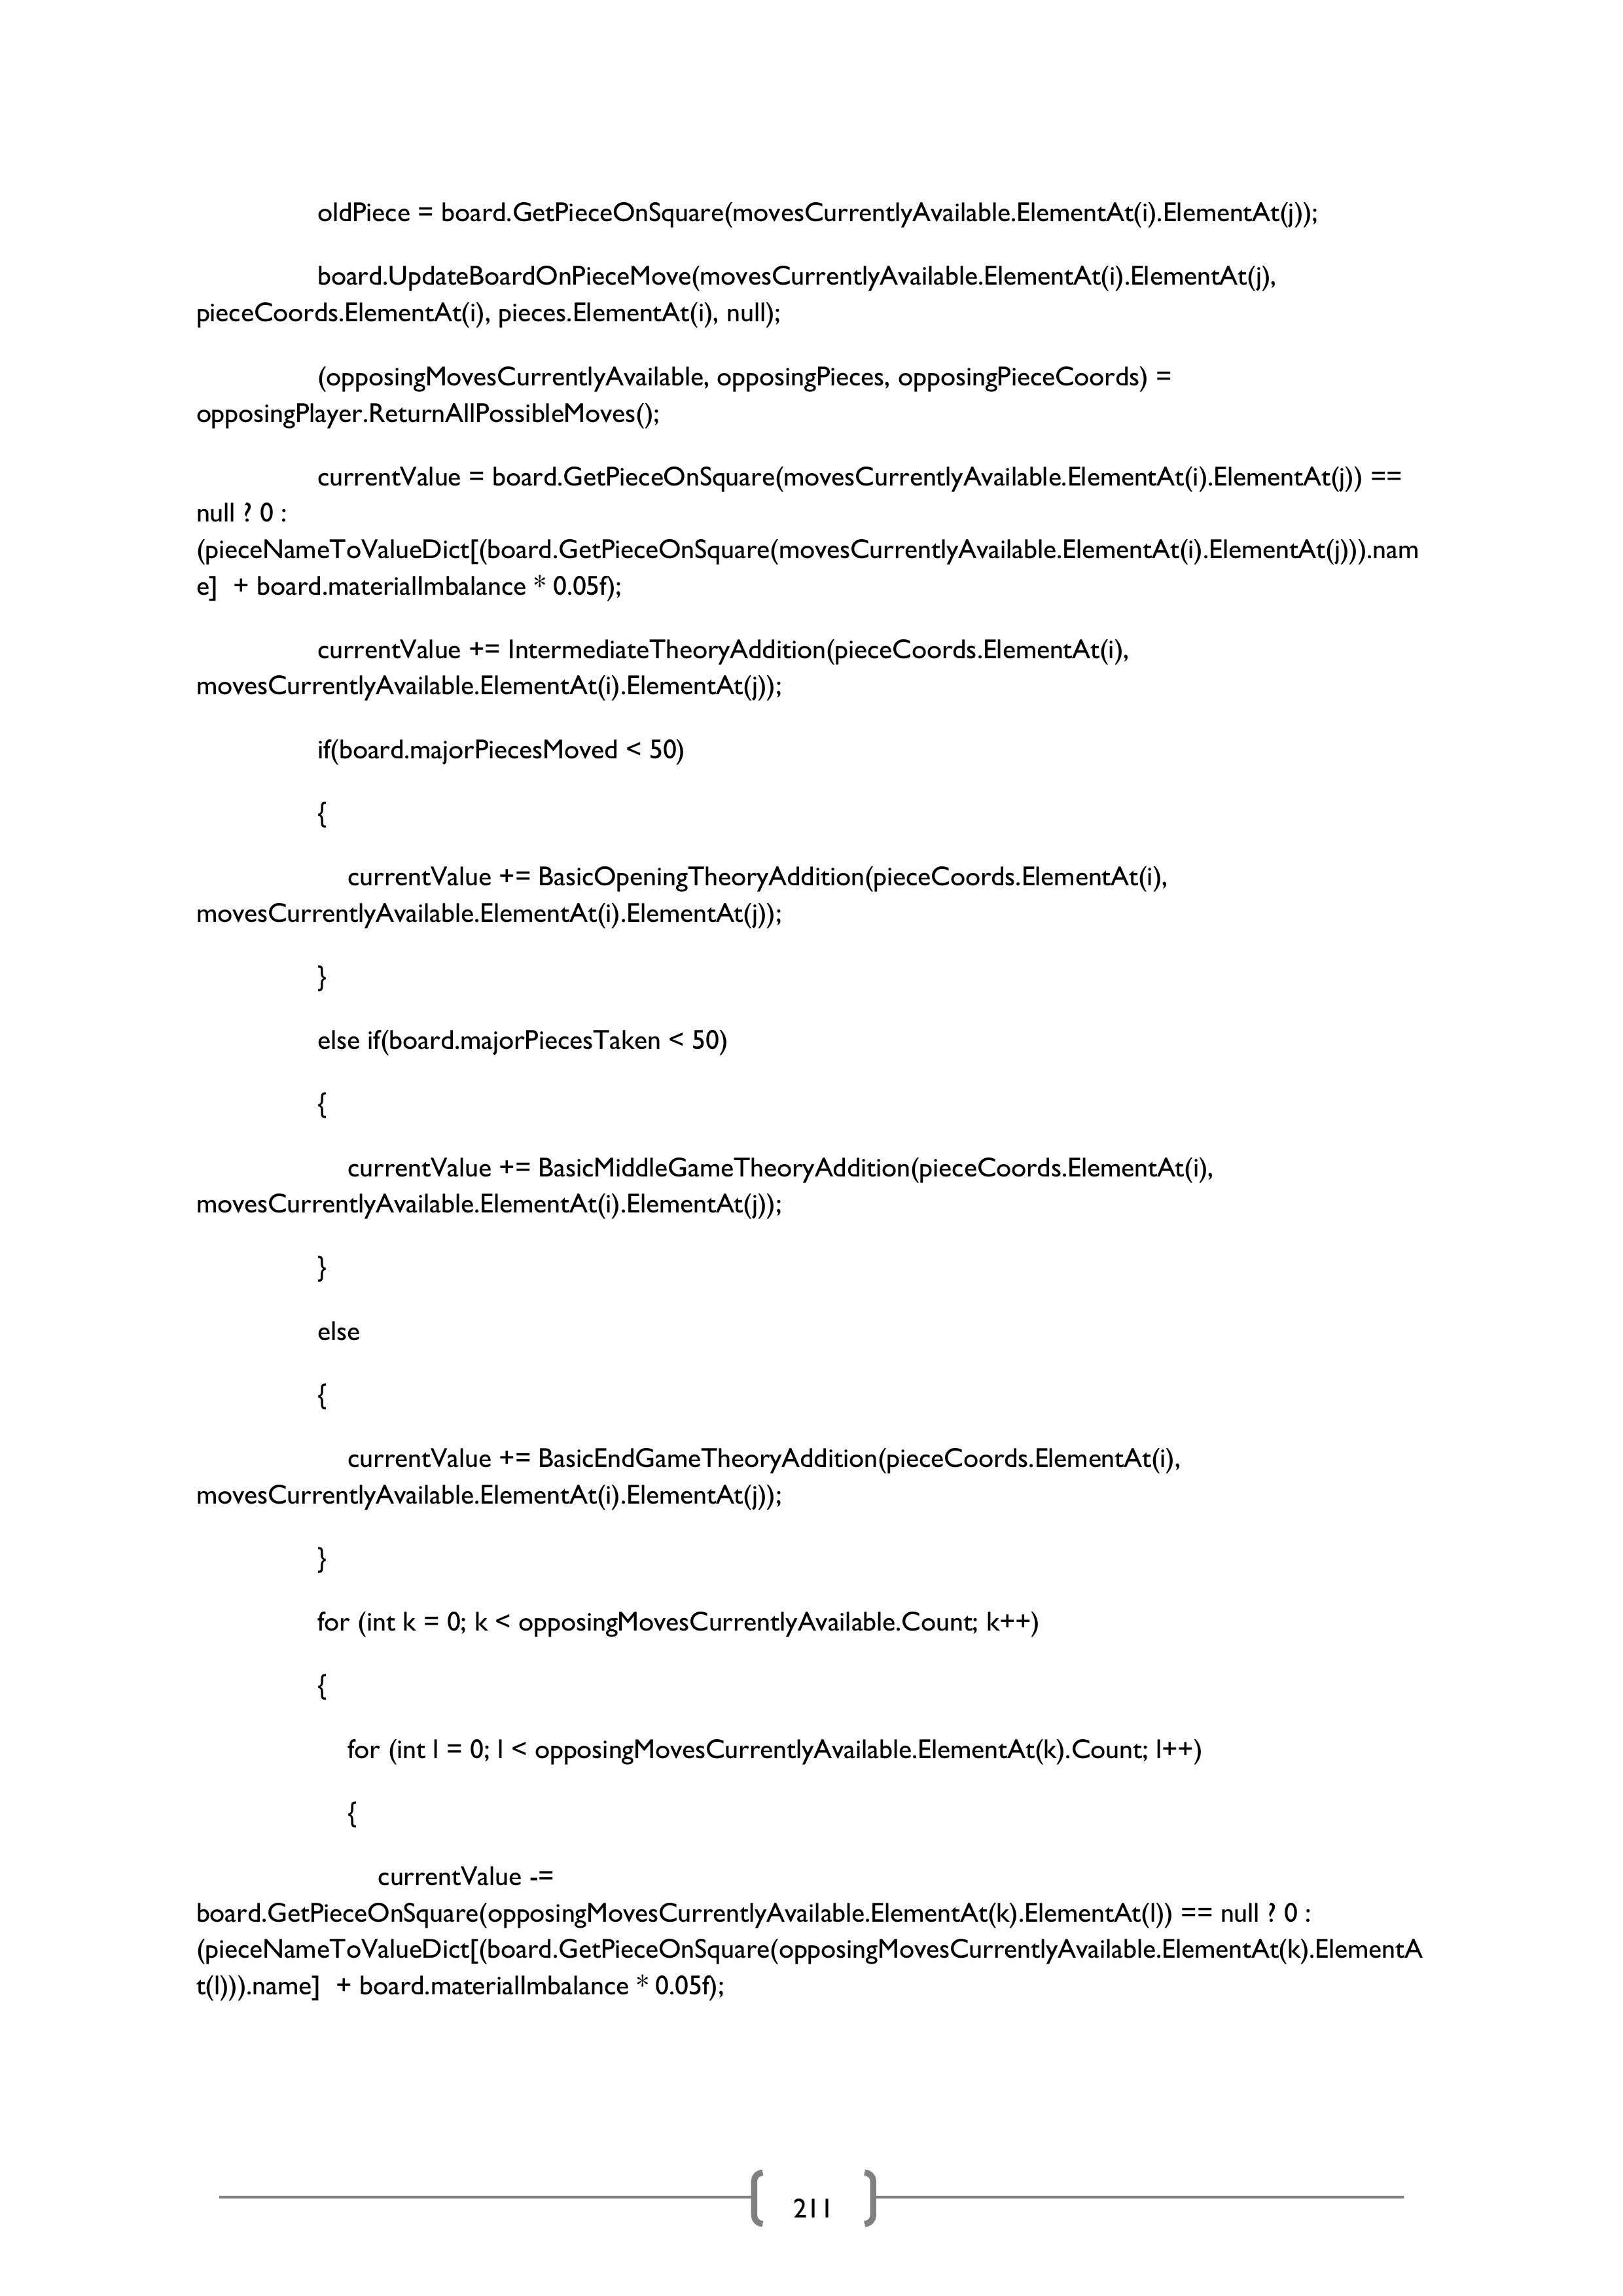 oldPiece = board.GetPieceOnSquare(movesCurrentlyAvailable.ElementAt(i).ElementAt(j));
board.UpdateBoardOnPieceMove(movesCurrentlyAvailable.ElementAt(i).ElementAt(j),
pieceCoords.ElementAt(i), pieces.ElementAt(i), null);
(opposingMovesCurrentlyAvailable, opposingPieces, opposingPieceCoords) =
opposingPlayer.ReturnAllPossibleMoves();
currentValue = board.GetPieceOnSquare(movesCurrentlyAvailable.ElementAt(i).ElementAt(j)) ==
null ? 0 :
(pieceNameToValueDict[(board.GetPieceOnSquare(movesCurrentlyAvailable.ElementAt(i).ElementAt(j))).nam
e]  + board.materialImbalance * 0.05f);
currentValue += IntermediateTheoryAddition(pieceCoords.ElementAt(i),
movesCurrentlyAvailable.ElementAt(i).ElementAt(j));
if(board.majorPiecesMoved < 50)
{
currentValue += BasicOpeningTheoryAddition(pieceCoords.ElementAt(i),
movesCurrentlyAvailable.ElementAt(i).ElementAt(j));
}
else if(board.majorPiecesTaken < 50)
{
currentValue += BasicMiddleGameTheoryAddition(pieceCoords.ElementAt(i),
movesCurrentlyAvailable.ElementAt(i).ElementAt(j));
}
else
{
currentValue += BasicEndGameTheoryAddition(pieceCoords.ElementAt(i),
movesCurrentlyAvailable.ElementAt(i).ElementAt(j));
}
for (int k = 0; k < opposingMovesCurrentlyAvailable.Count; k++)
{
for (int l = 0; l < opposingMovesCurrentlyAvailable.ElementAt(k).Count; l++)
{
currentValue -=
board.GetPieceOnSquare(opposingMovesCurrentlyAvailable.ElementAt(k).ElementAt(l)) == null ? 0 :
(pieceNameToValueDict[(board.GetPieceOnSquare(opposingMovesCurrentlyAvailable.ElementAt(k).ElementA
t(l))).name]  + board.materialImbalance * 0.05f);
211